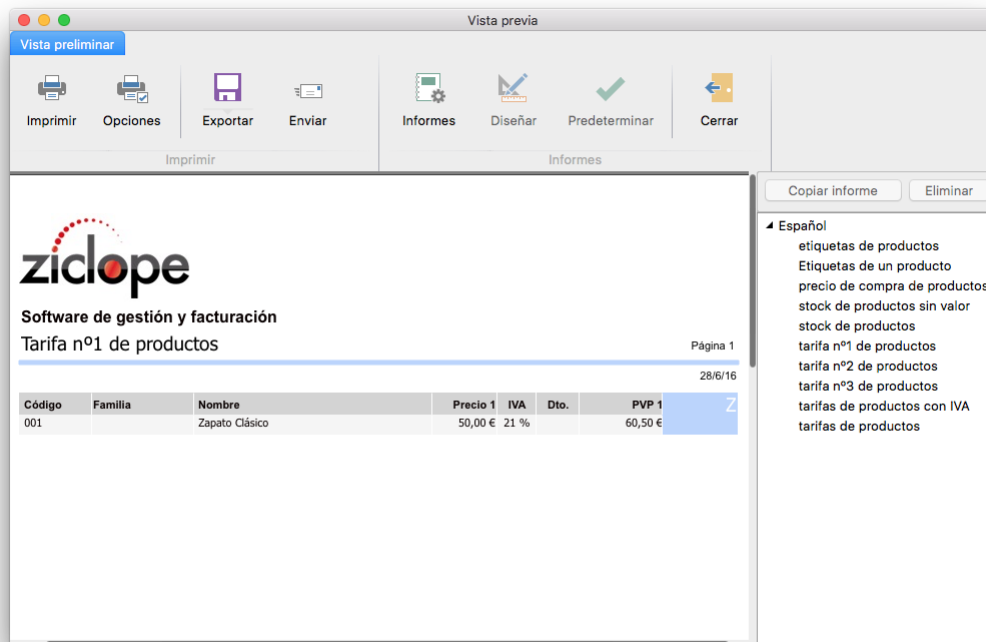 Vista previa
Vista preliminar
Imprimir Opciones Exportar Enviar Informes Diseñar Predeterminar Cerrar
Imprimir Informes
Copiar informe Eliminar
ziclope
Software de gestión y facturación
Tarifa nº1 de productos
Página 1
28/6/16
Código Familia Nombre Precio 1 IVA Dto. PVP 1 Z
001 Zapato Clásico 50,00 € 21 % 60,50 €
Español
etiquetas de productos
Etiquetas de un producto
precio de compra de productos
stock de productos sin valor
stock de productos
tarifa nº1 de productos
tarifa nº2 de productos
tarifa nº3 de productos
tarifas de productos con IVA
tarifas de productos